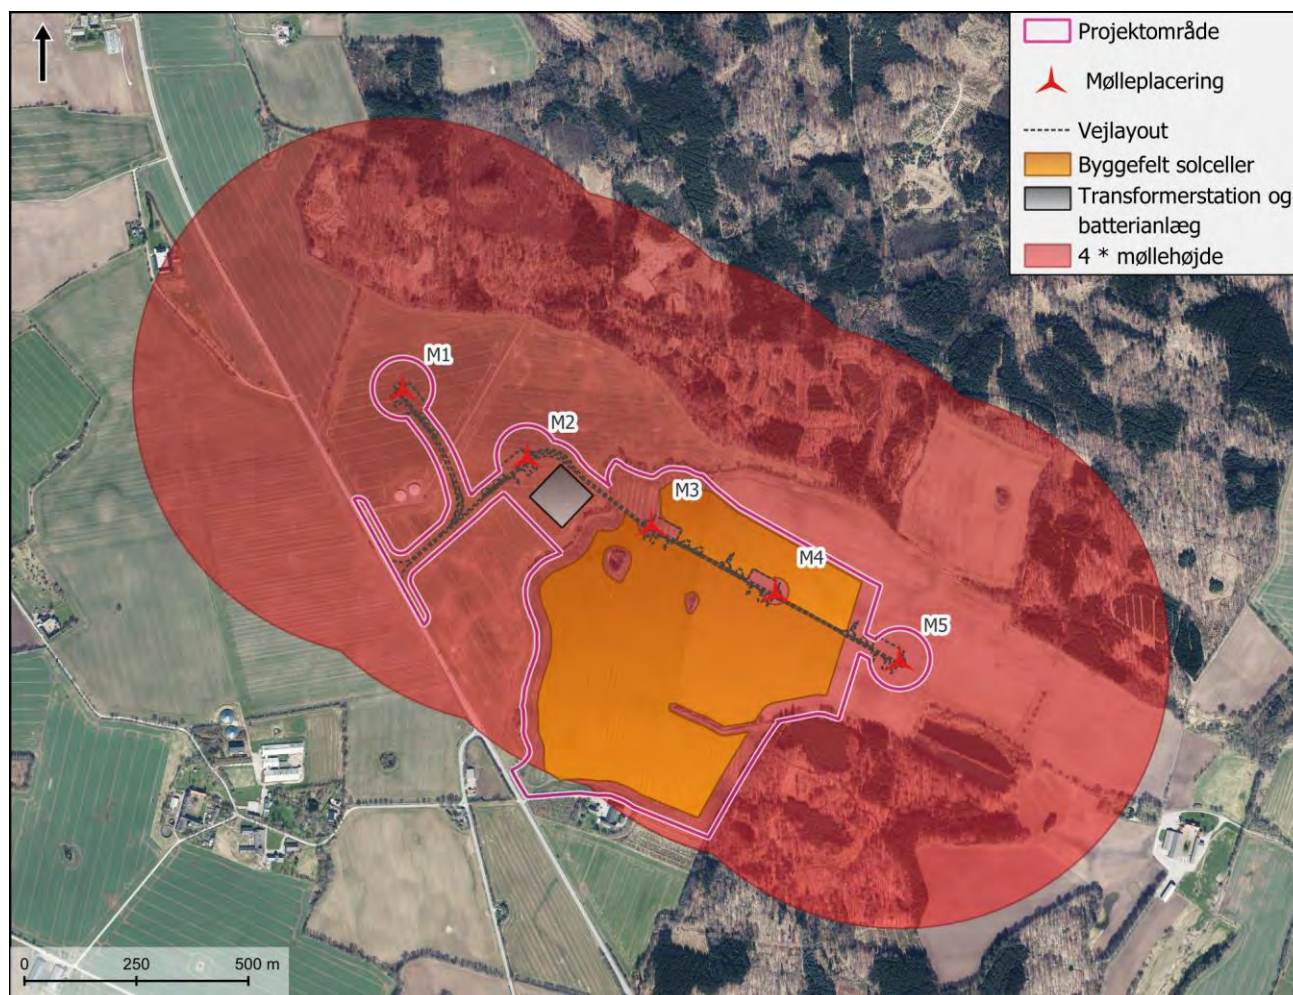 Projektområde
Mølleplacering
Vejlayout
Byggefelt solceller
Transformerstation og
batterianlæg
4 * møllehøjde
M1
M2
M3
M4
M5
0 250 500 m